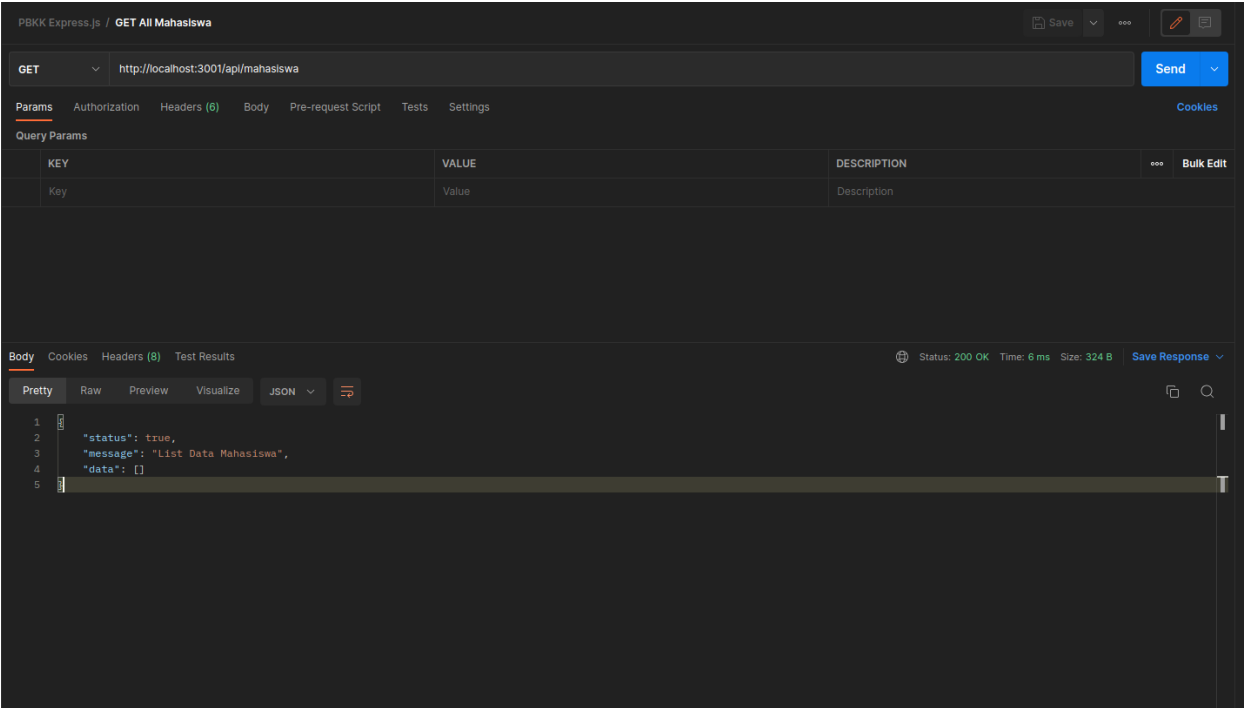 PBKK Express.js / GET All Mahasiswa
Save
GET http://localhost:3001/api/mahasiswa Send
Params Authorization Headers (6) Body Pre-request Script Tests Settings Cookies
Query Params
KEY VALUE DESCRIPTION Bulk Edit
Key Value Description
Body Cookies Headers (8) Test Results Status: 200 OK Time: 6 ms Size: 324 B Save Response
Pretty Raw Preview Visualize JSON
1 {
2 "status": true,
3 "message": "List Data Mahasiswa",
4 "data": []
5 }